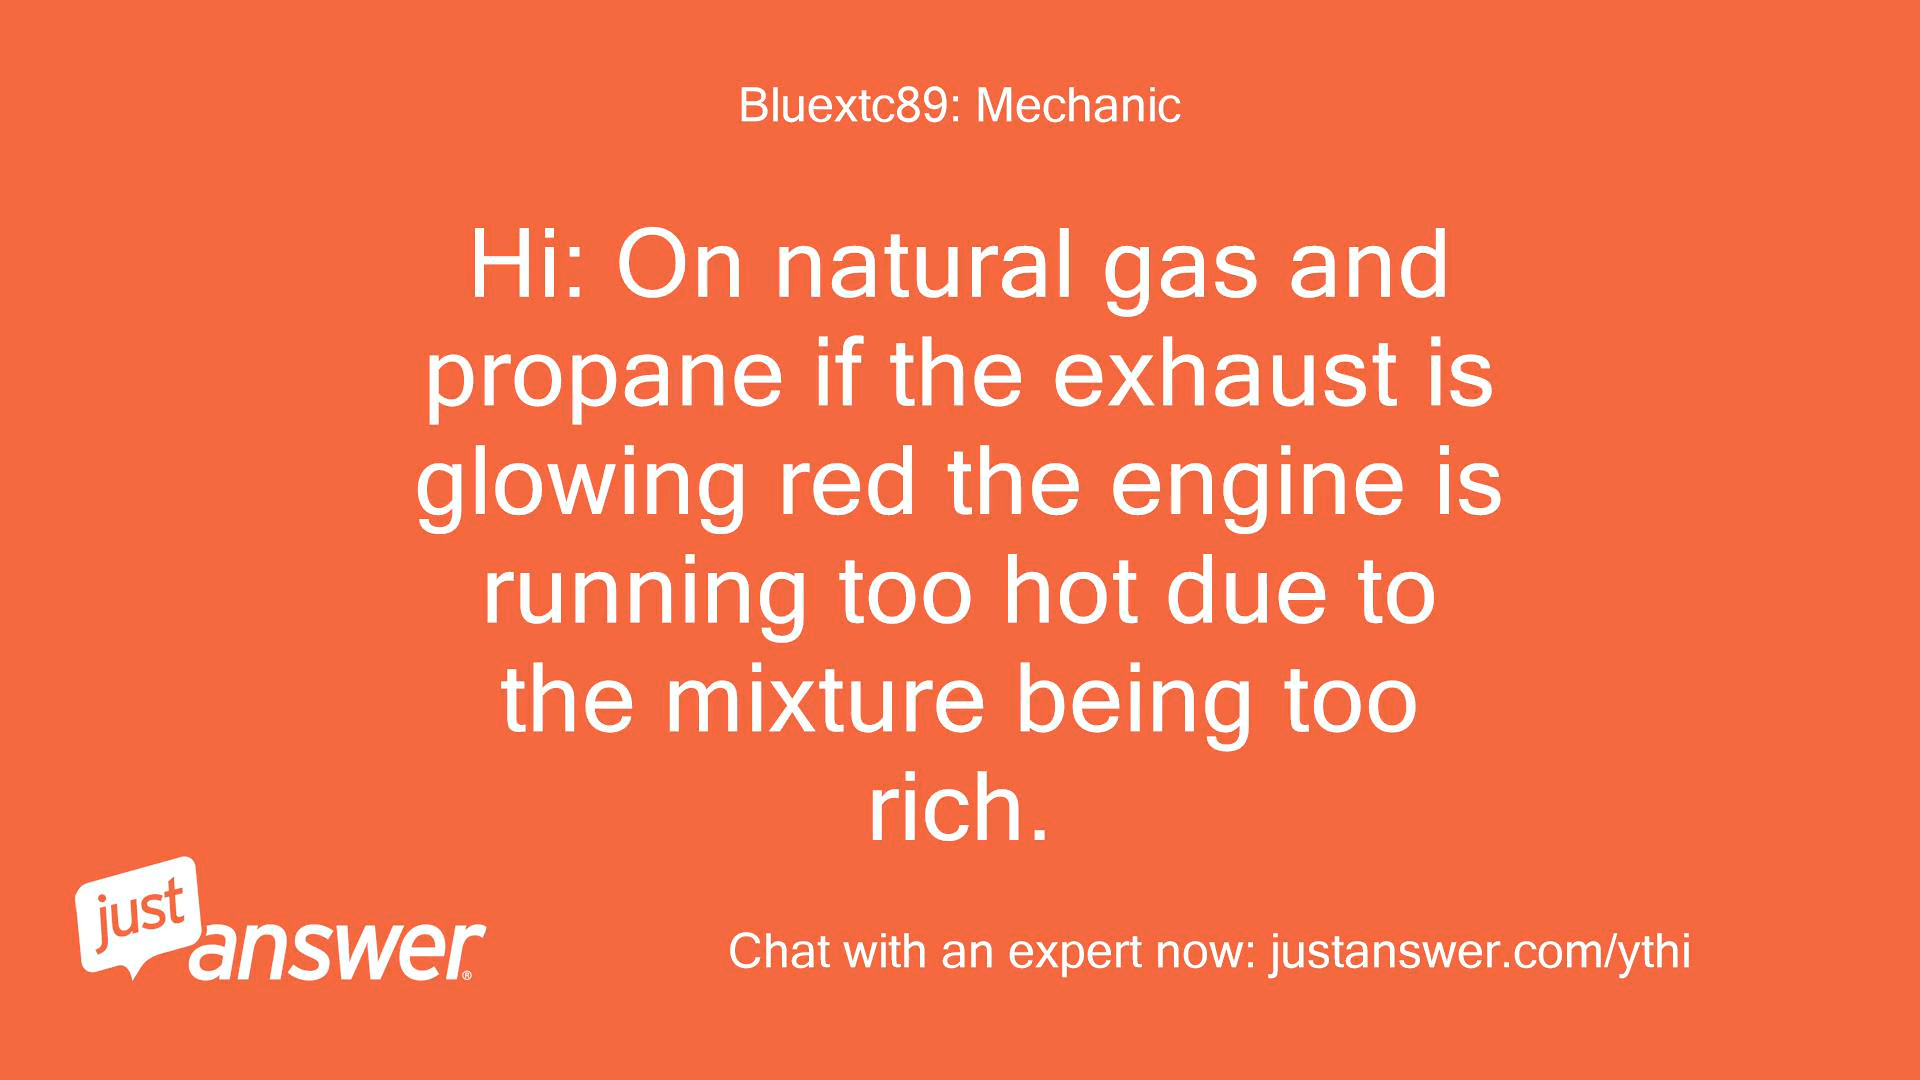 Bluextc89: Mechanic
Hi: On natural gas and
propane if the exhaust is
glowing red the engine is
running too hot due to
the mixture being too
rich.
just
answer®
Chat with an expert now: justanswer.com/ythi